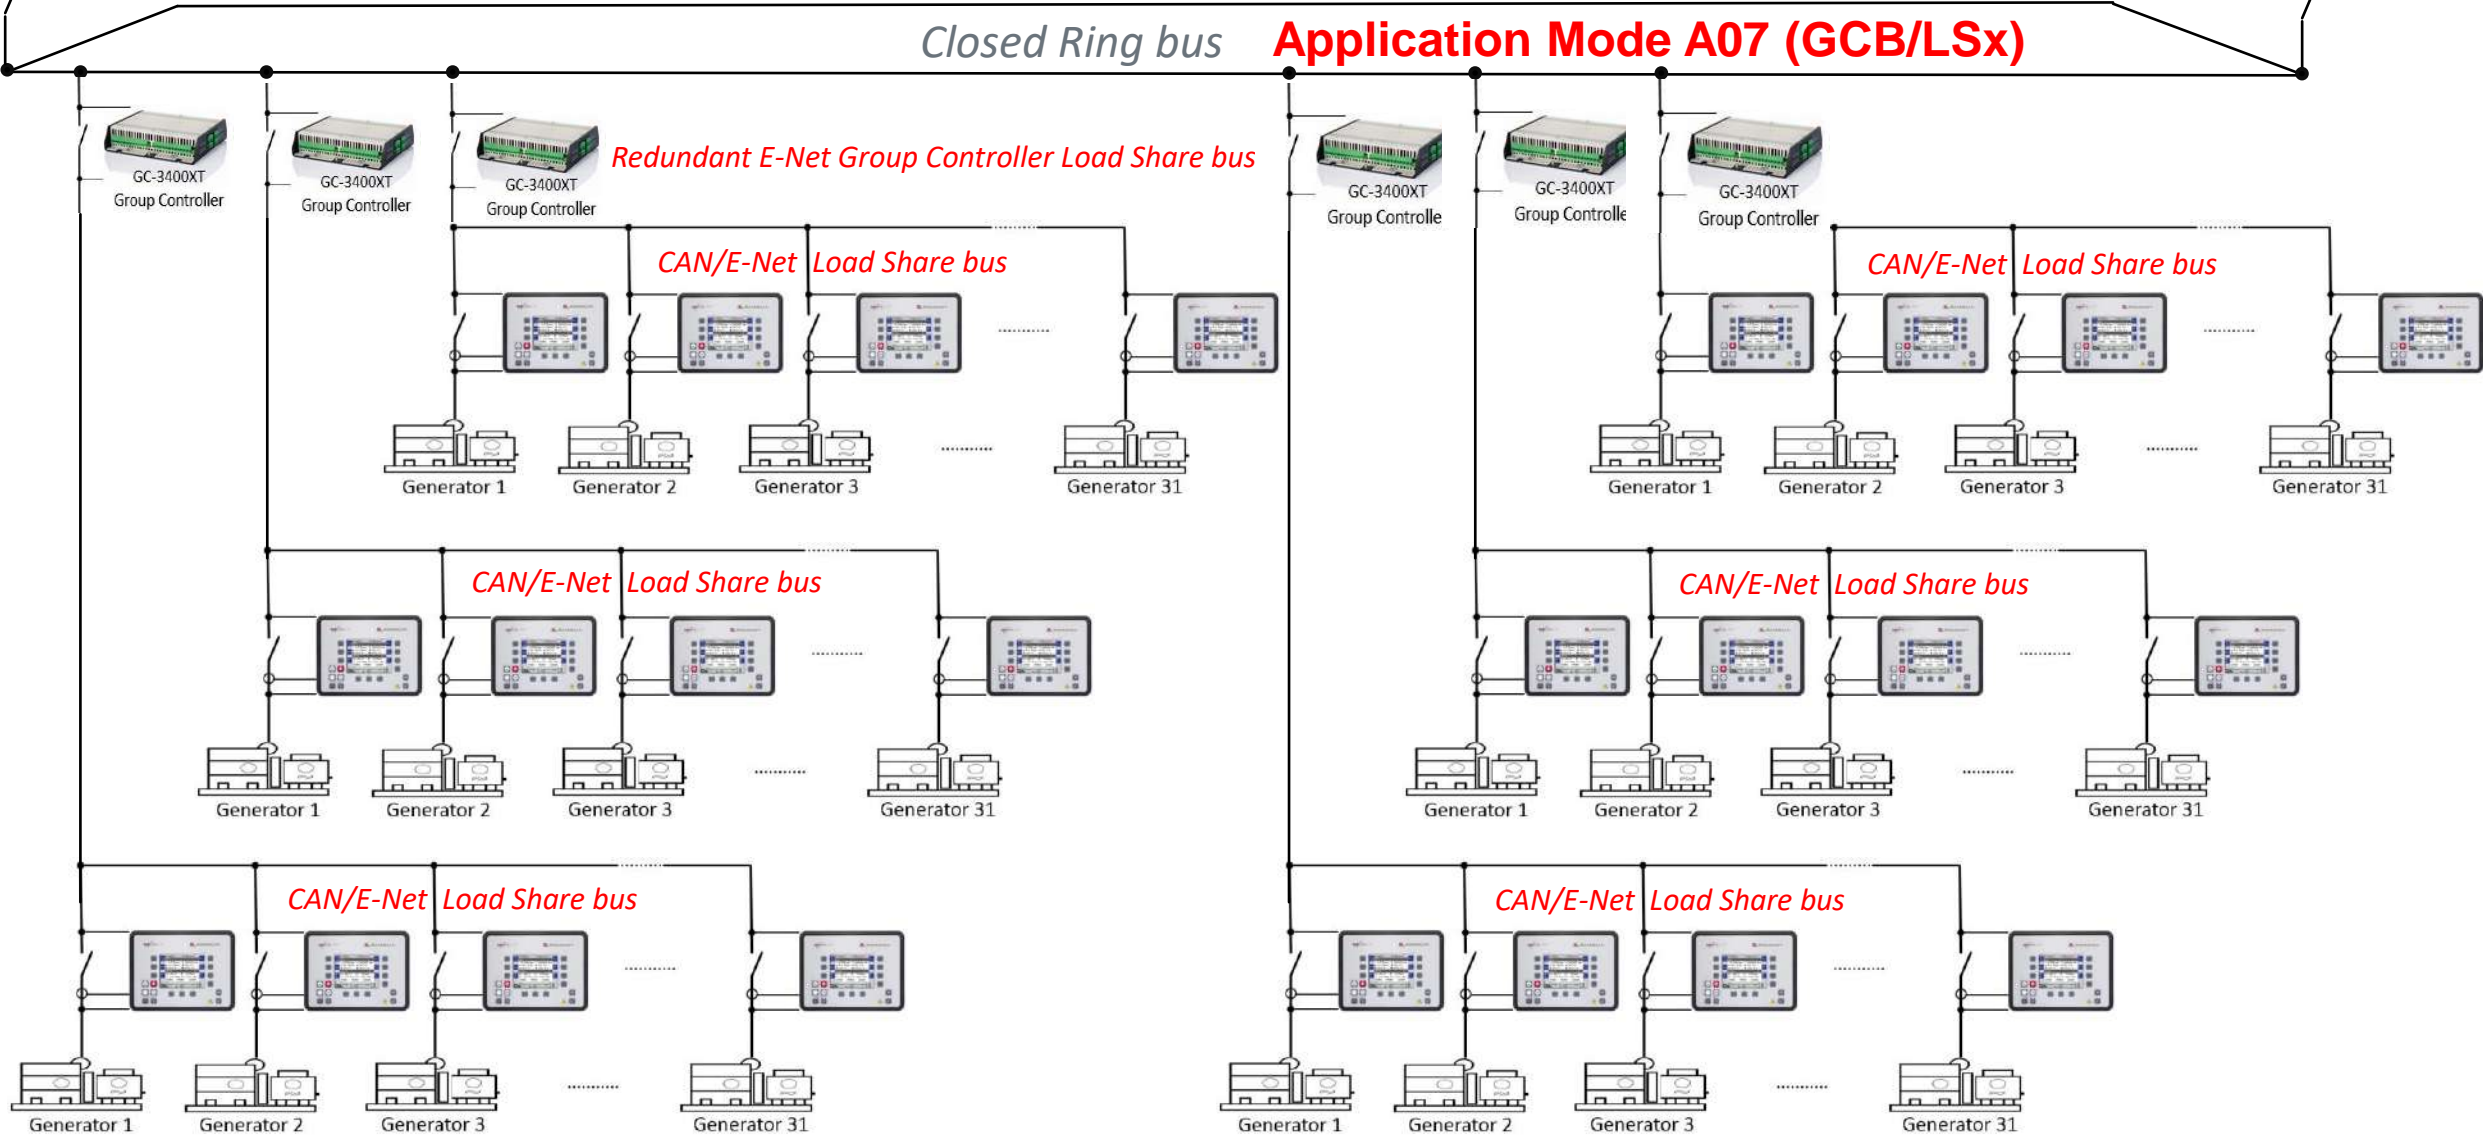 Closed Ring bus Application Mode A07 (GCB/LSx)
GC-3400XT
Group Controller
GC-3400XT
Group Controller
GC-3400XT
Group Controller
Redundant E-Net Group Controller Load Share bus
GC-3400XT
Group Controlle
GC-3400XT
Group Controlle
GC-3400XT
Group Controller
CAN/E-Net Load Share bus
CAN/E-Net Load Share bus
Generator 1 Generator 2 Generator 3 Generator 31
Generator 1 Generator 2 Generator 3 Generator 31
CAN/E-Net Load Share bus
CAN/E-Net Load Share bus
Generator 1 Generator 2 Generator 3 Generator 31
Generator 1 Generator 2 Generator 3 Generator 31
CAN/E-Net Load Share bus
CAN/E-Net Load Share bus
Generator 1 Generator 2 Generator 3 Generator 31
Generator 1 Generator 2 Generator 3 Generator 31